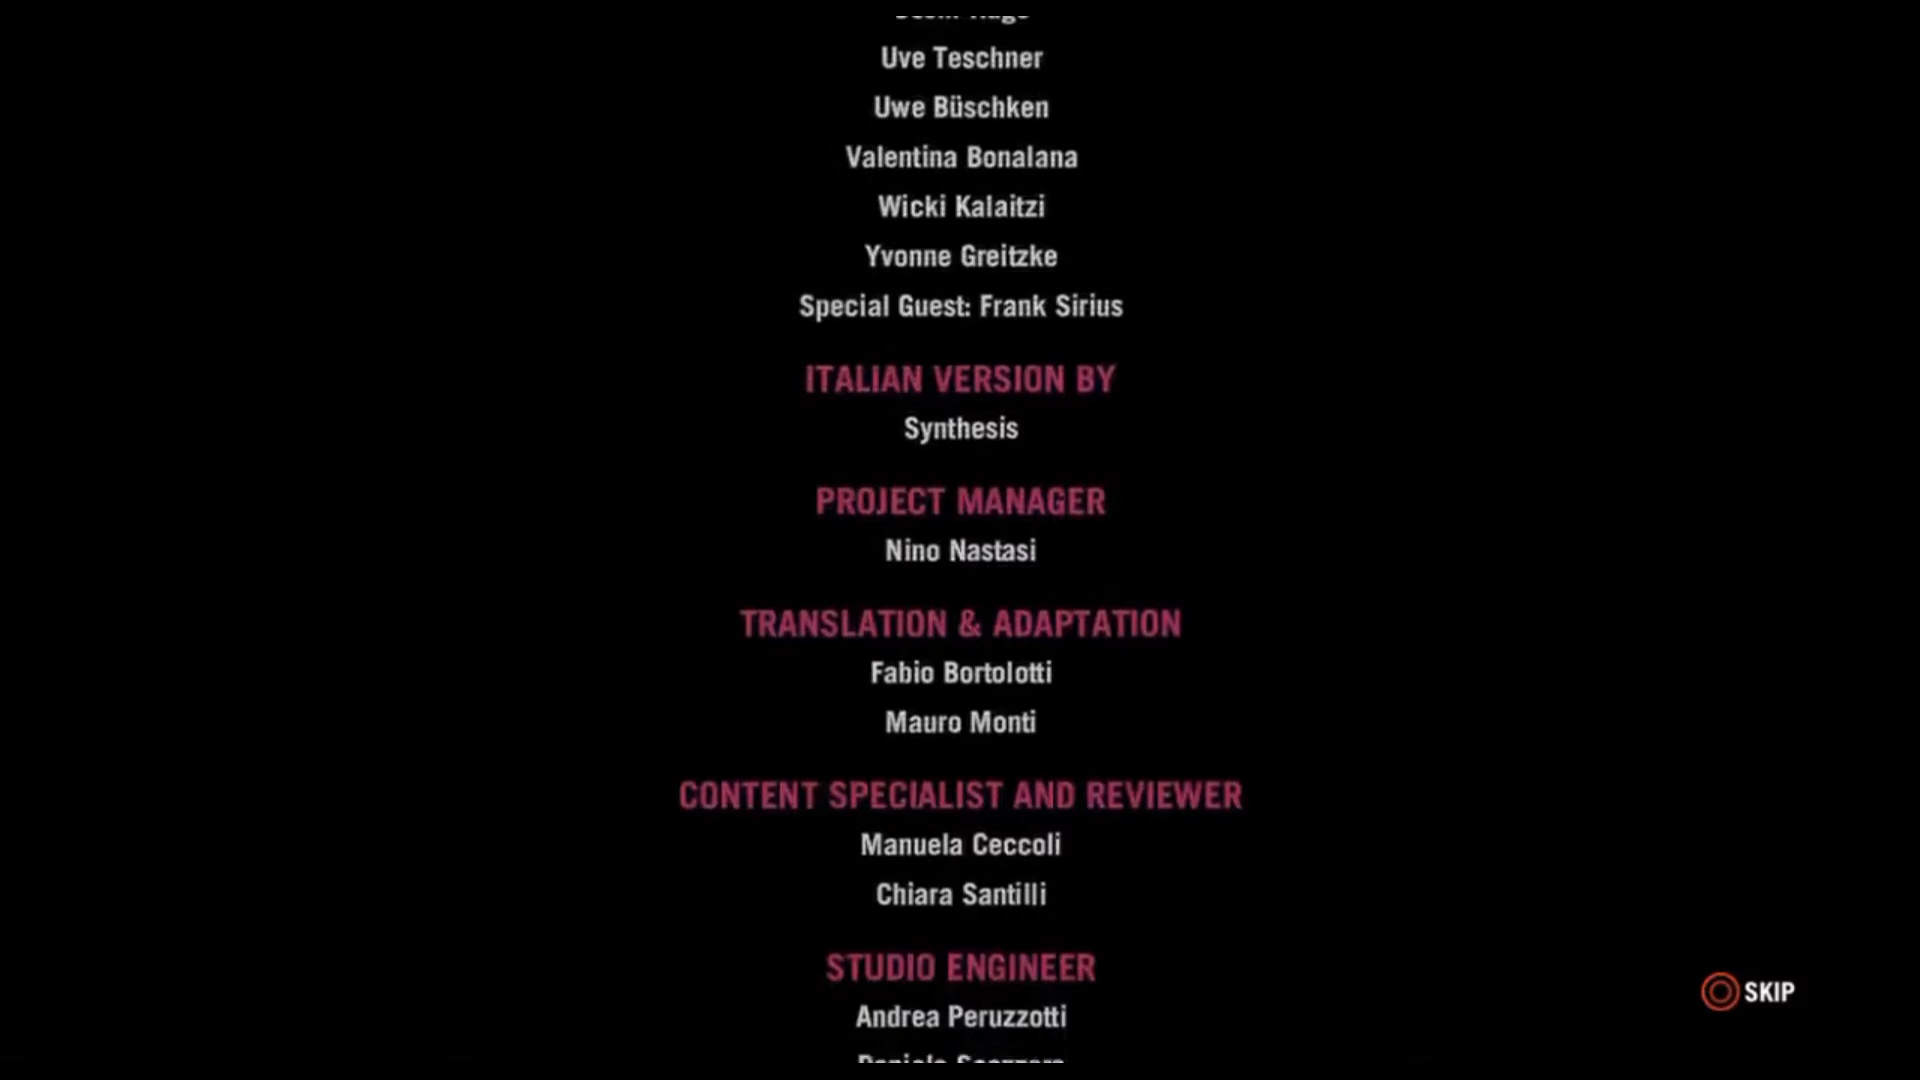 Uve Teschner
Uwe Büschken
Valentina Bonalana
Wicki Kalaitzi
Yvonne Greitzke
Special Guest: Frank Sirius
ITALIAN VERSION BY
Synthesis
PROJECT MANAGER
Nino Nastasi
TRANSLATION & ADAPTATION
Fabio Bortolotti
Mauro Monti
CONTENT SPECIALIST AND REVIEWER
Manuela Ceccoli
Chiara Santilli
STUDIO ENGINEER
Andrea Peruzzotti
SKIP